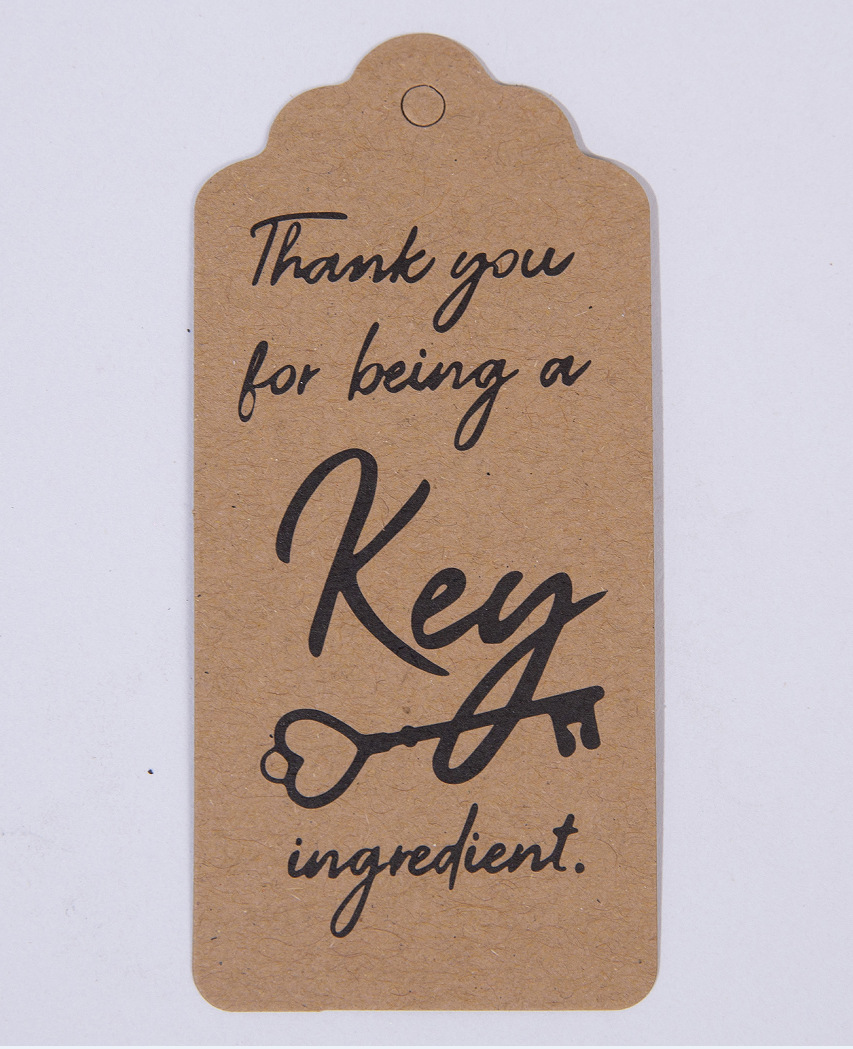 Thank you
for being a
Key
ingredient.